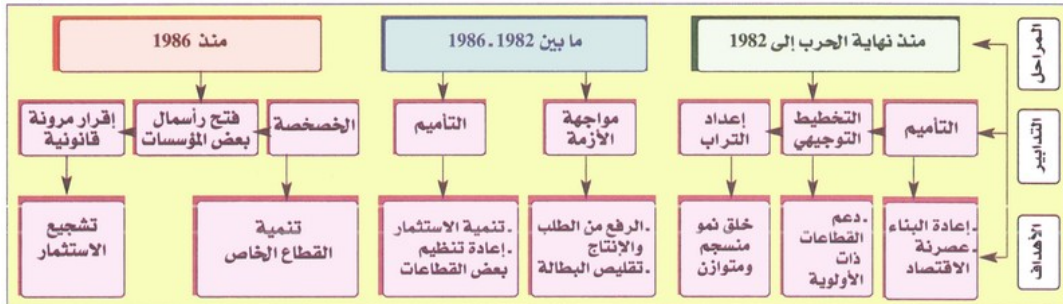 المراحل
منذ نهاية الحرب إلى 1982
ما بين 1982 . 1986
منذ 1986
التدابير
التأميم
التخطيط
التوجيهي
إعداد
التراب
مواجهة
الأزمة
التأميم
الخصخصة
فتح رأسمال
بعض المؤسسات
إقرار مرونة
قانونية
الأهداف
.إعادة البناء
.عصرنة
الاقتصاد
.دعم
القطاعات
ذات
الأولوية
خلق نمو
منسجم
ومتوازن
.الرفع من الطلب
والإنتاج
.تقليص البطالة
.تنمية الاستثمار
.إعادة تنظيم
بعض القطاعات
تنمية
القطاع الخاص
تشجيع
الاستثمار